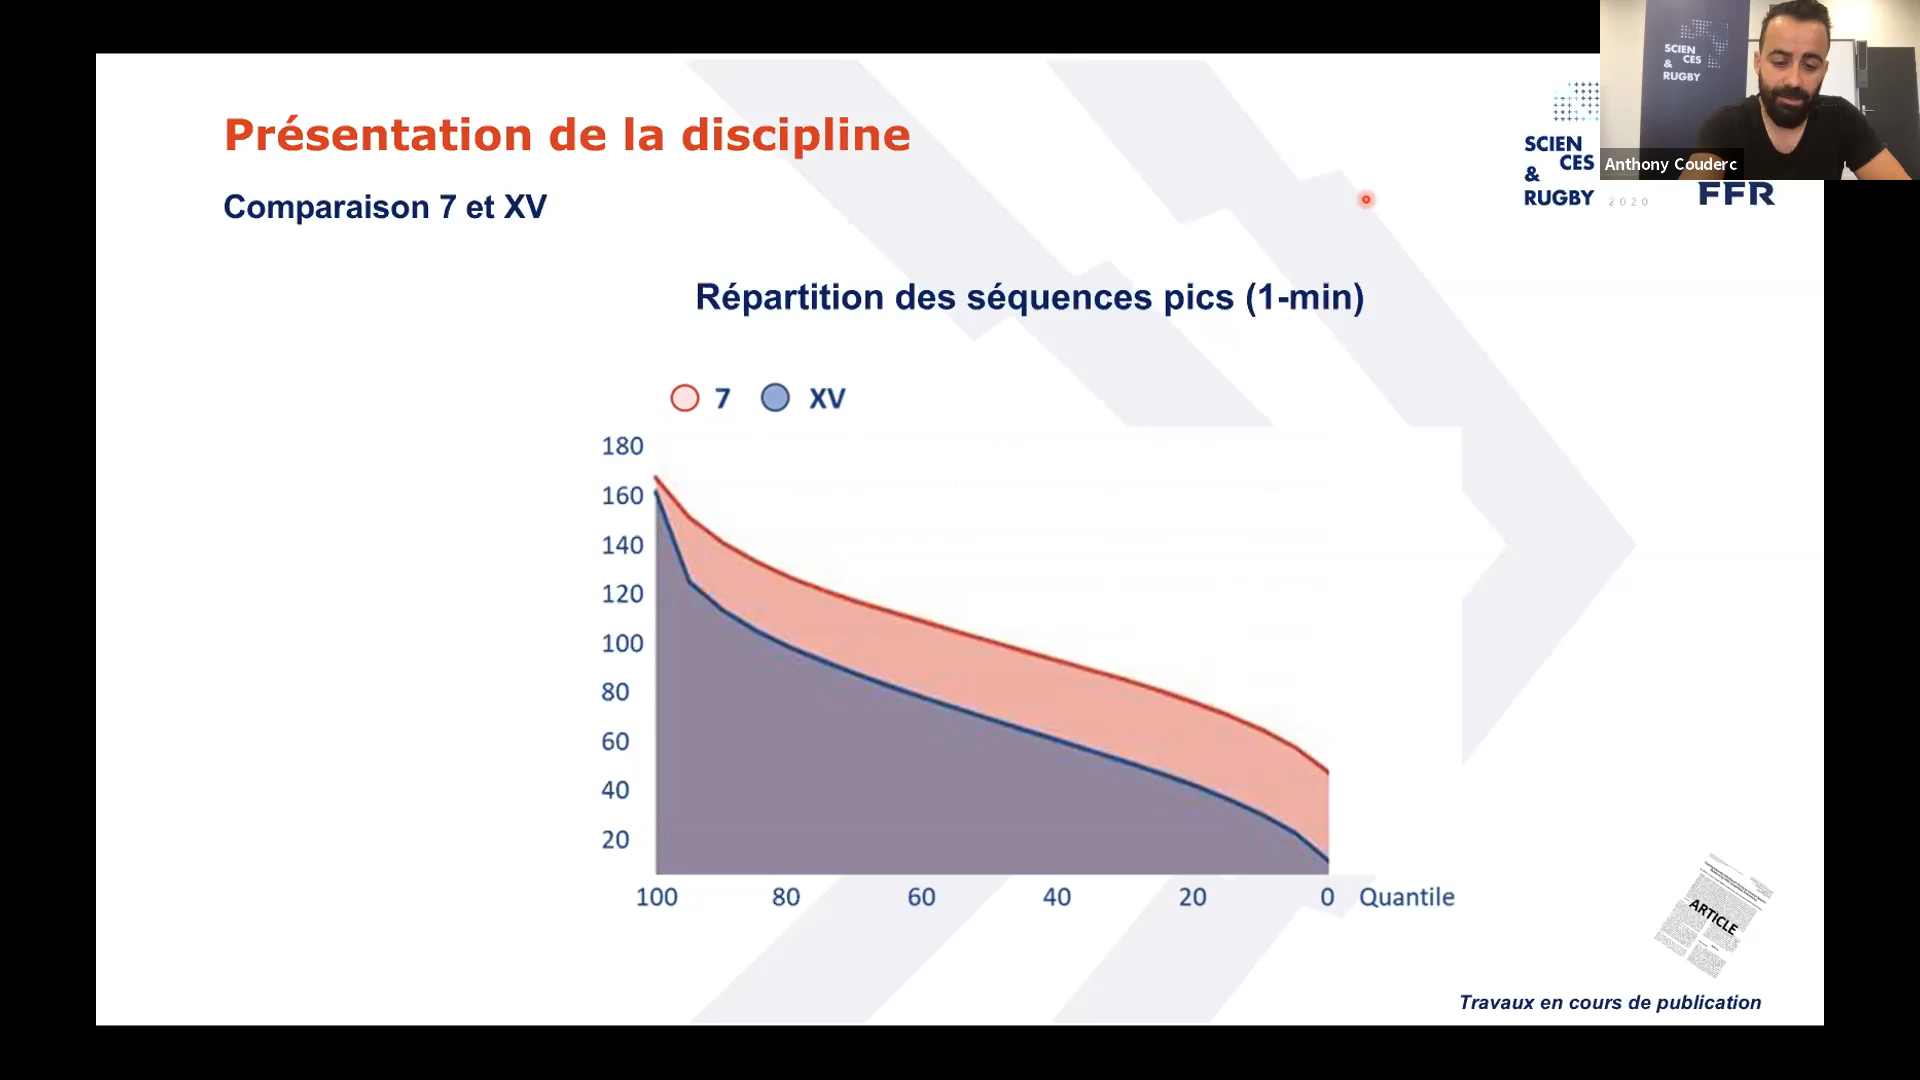 Présentation de la discipline
Comparaison 7 et XV
SCIEN
CES
&
RUGBY
2020
FFR
SCIEN
CES
&
RUGBY
Anthony Couderc
Répartition des séquences pics (1-min)
7 XV
180
160
140
120
100
80
60
40
20
100 80 60 40 20 0 Quantile
ARTICLE
Travaux en cours de publication